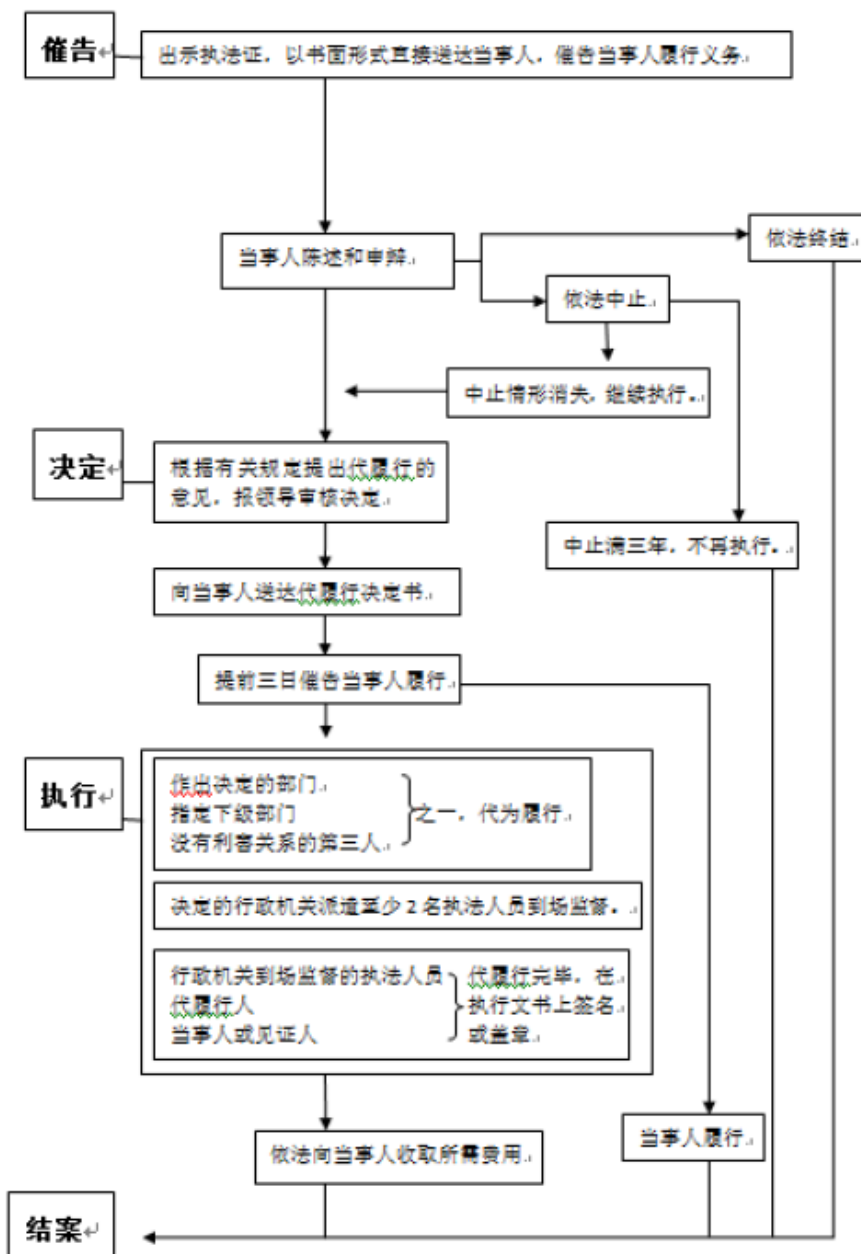 催告
出示执法证，以书面形式直接送达当事人，催告当事人履行义务.
当事人陈述和申辩.
依法终结.
依法中止.
中止情形消失，继续执行。
决定
根据有关规定提出代履行的
意见，报领导审核决定.
中止满三年，不再执行。
向当事人送达代履行决定书.
提前三日催告当事人履行.
执行
作出决定的部门.
指定下级部门
没有利害关系的第三人.
之一，代为履行.
决定的行政机关派遣至少2名执法人员到场监督。
行政机关到场监督的执法人员
代履行人
当事人或见证人
代履行完毕，在
执行文书上签名
或盖章.
当事人履行.
依法向当事人收取所需费用.
结案